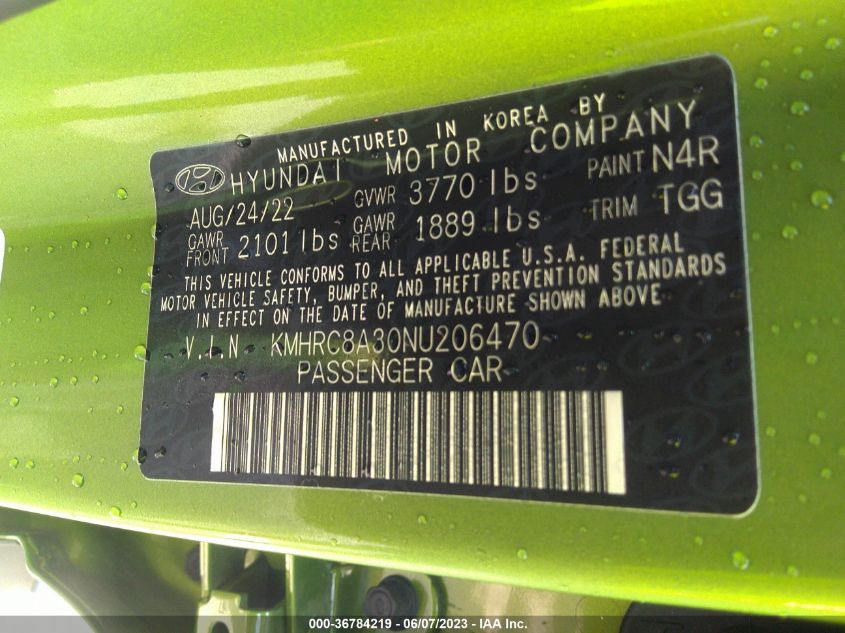 MANUFACTURED IN KOREA BY
HYUNDAI MOTOR COMPANY
AUG/24/22 GVWR 3770 lbs PAINT N4R
GAWR FRONT 2101 lbs GAWR REAR 1889 lbs TRIM TGG
THIS VEHICLE CONFORMS TO ALL APPLICABLE U.S.A. FEDERAL
MOTOR VEHICLE SAFETY, BUMPER, AND THEFT PREVENTION STANDARDS
IN EFFECT ON THE DATE OF MANUFACTURE SHOWN ABOVE
V.I.N KMHRC8A30NU206470
PASSENGER CAR
000-36784219 - 06/07/2023 - IAA Inc.